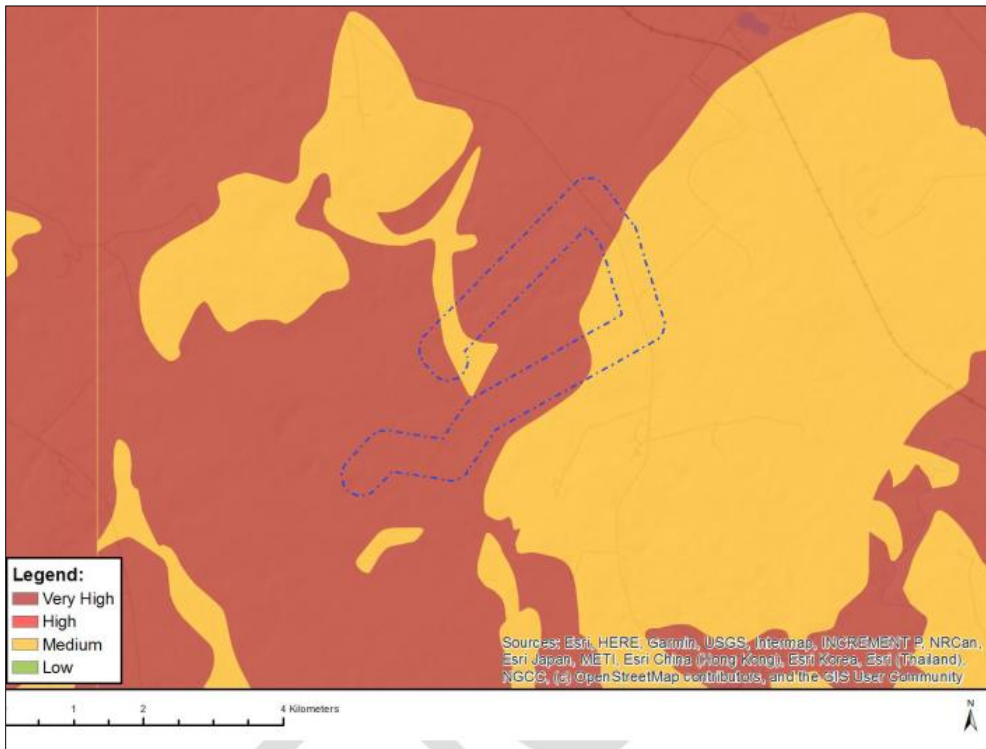 Legend:
Very High
High
Medium
Low
Sources: Esri, HERE, Garmin, USGS, Intermap, INCREMENT P, NRCan,
Esri Japan, METI, Esri China (Hong Kong), Esri Korea, Esri (Thailand),
NGCC, (c) OpenStreetMap contributors, and the GIS User Community
1 2 4 Kilometers
N